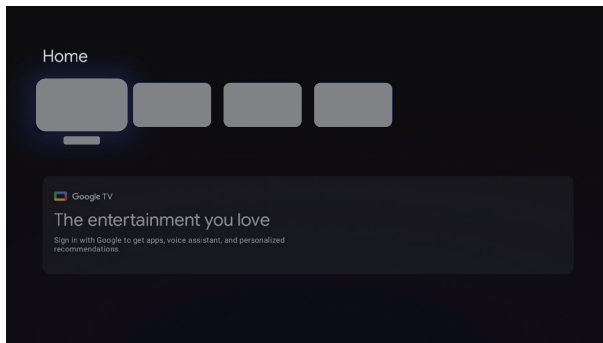 Home
Google TV
The entertainment you love
Sign in with Google to get apps, voice assistant, and personalized
recommendations.